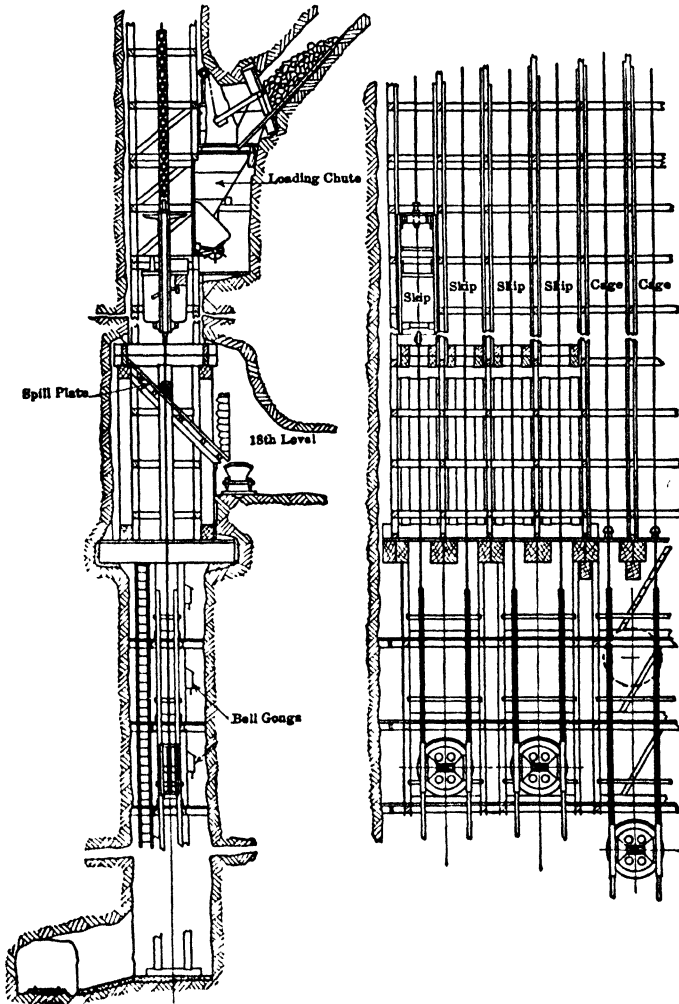 Loading Chute
Skip
Skip
Skip
Skip
Cage
Cage
Spill Plate
18th Level
Bell Gongs